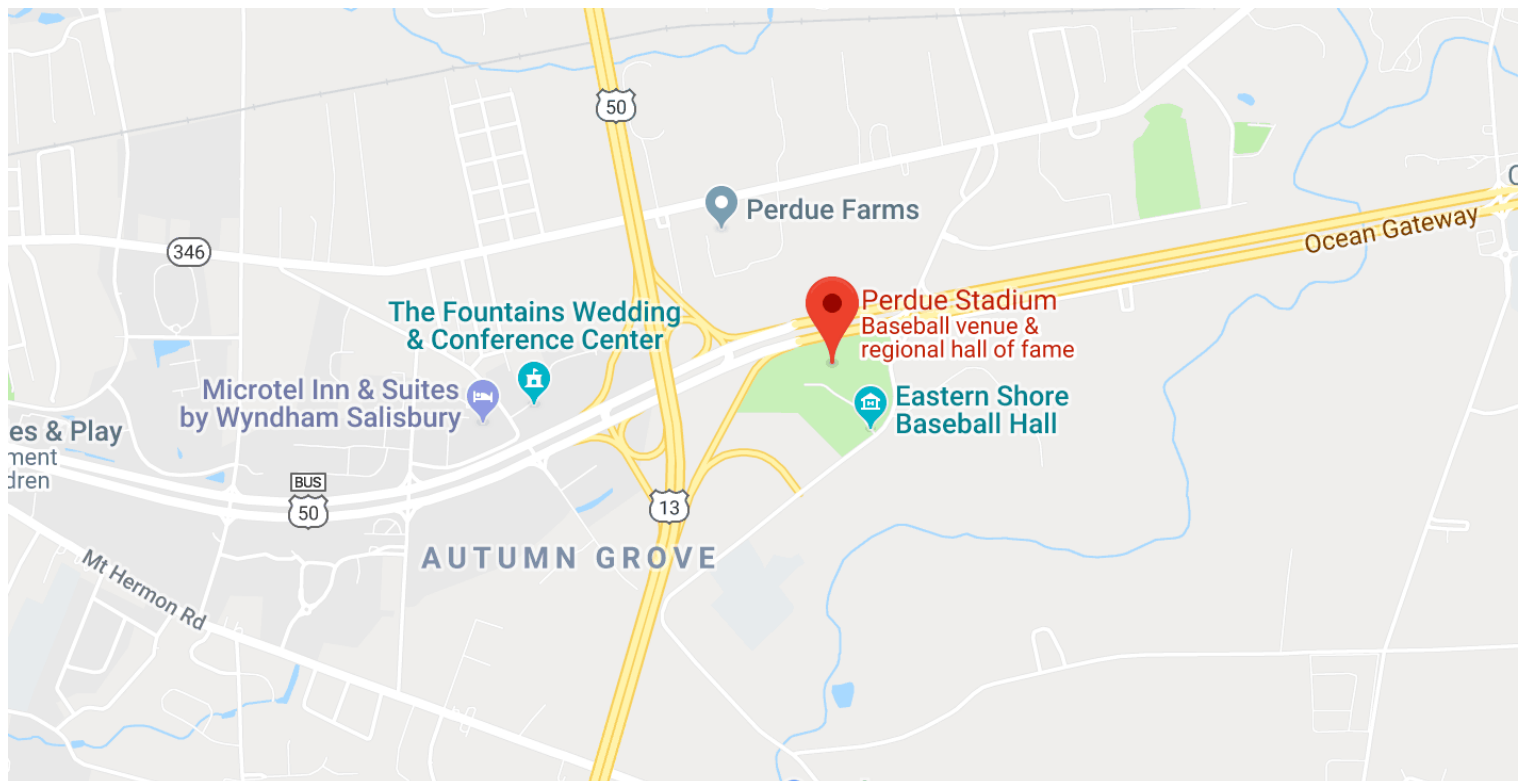 50
Perdue Farms
346
Ocean Gateway
The Fountains Wedding
& Conference Center
Perdue Stadium
Baseball venue &
regional hall of fame
Microtel Inn & Suites
by Wyndham Salisbury
Eastern Shore
Baseball Hall
es & Play
ment
dren
BUS
50
13
AUTUMN GROVE
Mt Hermon Rd